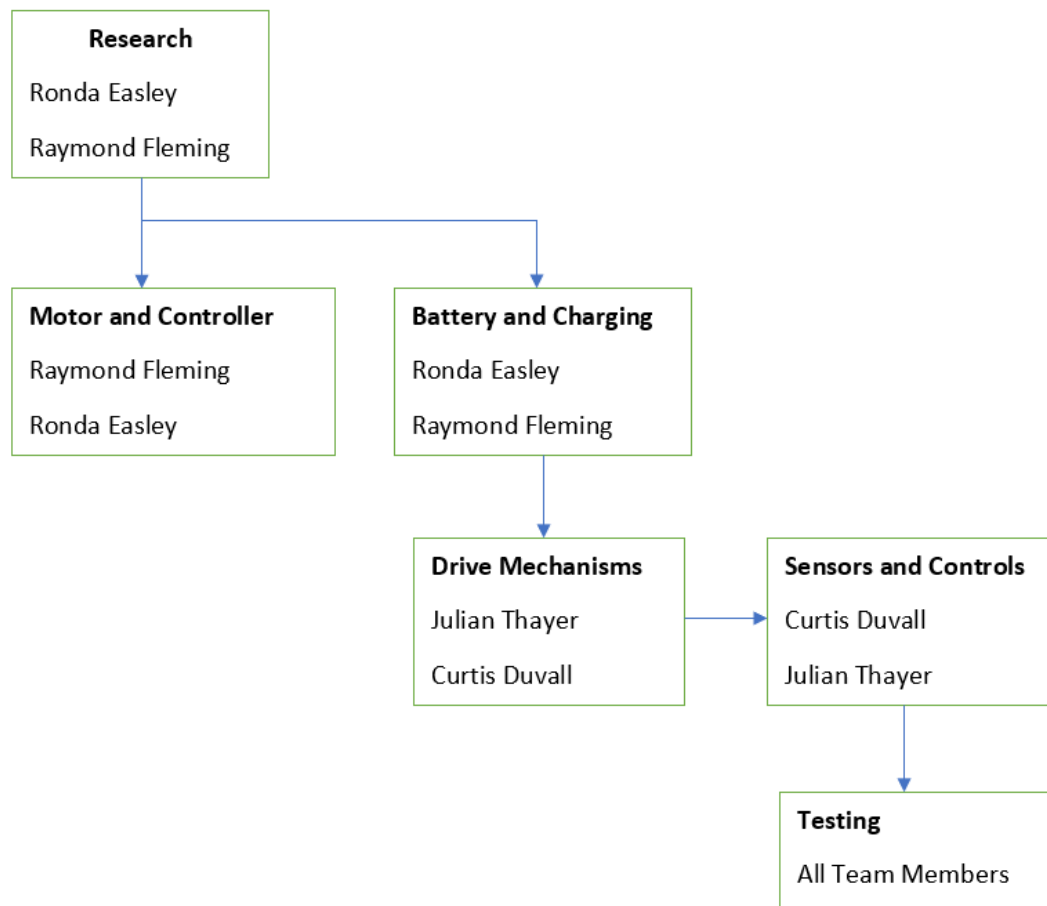 Research
Ronda Easley
Raymond Fleming
Motor and Controller
Raymond Fleming
Ronda Easley
Battery and Charging
Ronda Easley
Raymond Fleming
Drive Mechanisms
Julian Thayer
Curtis Duvall
Sensors and Controls
Curtis Duvall
Julian Thayer
Testing
All Team Members